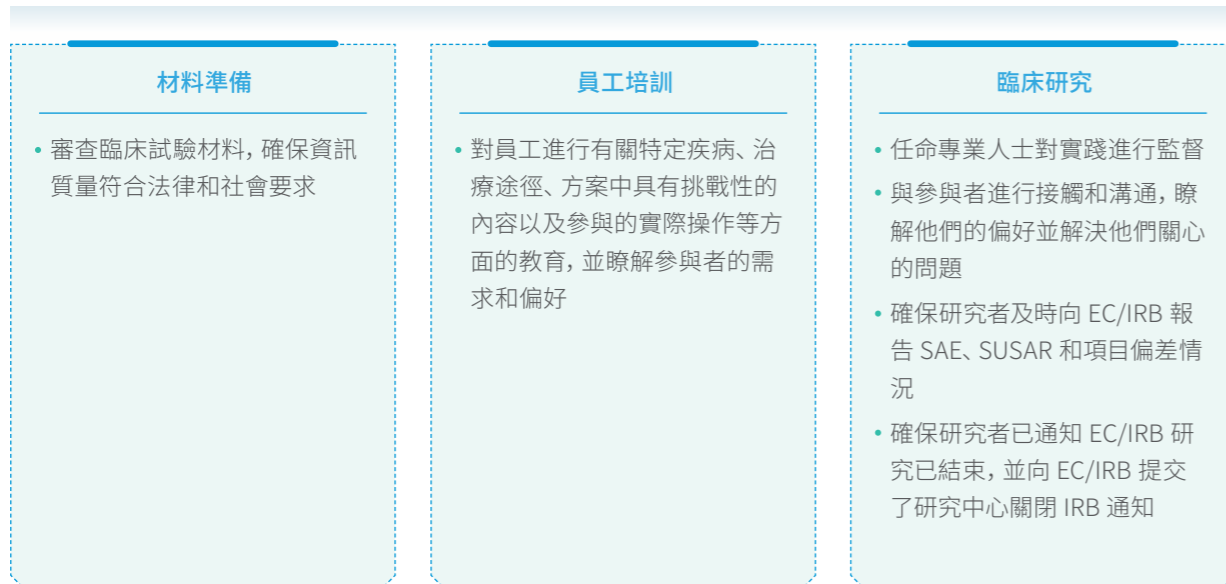 材料準備
• 審查臨床試驗材料，確保資訊
質量符合法律和社會要求
員工培訓
• 對員工進行有關特定疾病、治
療途徑、方案中具有挑戰性的
內容以及參與的實際操作等方
面的教育，並瞭解參與者的需
求和偏好
臨床研究
• 任命專業人士對實踐進行監督
• 與參與者進行接觸和溝通，瞭
解他們的偏好並解決他們關心
的問題
• 確保研究者及時向 EC/IRB 報
告 SAE、SUSAR 和項目偏差情
況
• 確保研究者已通知 EC/IRB 研
究已結束，並向 EC/IRB 提交
了研究中心關閉 IRB 通知